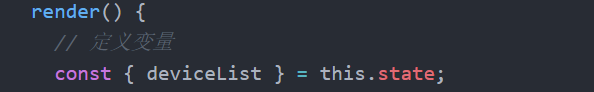 render() {
// 定义变量
const { deviceList } = this.state;